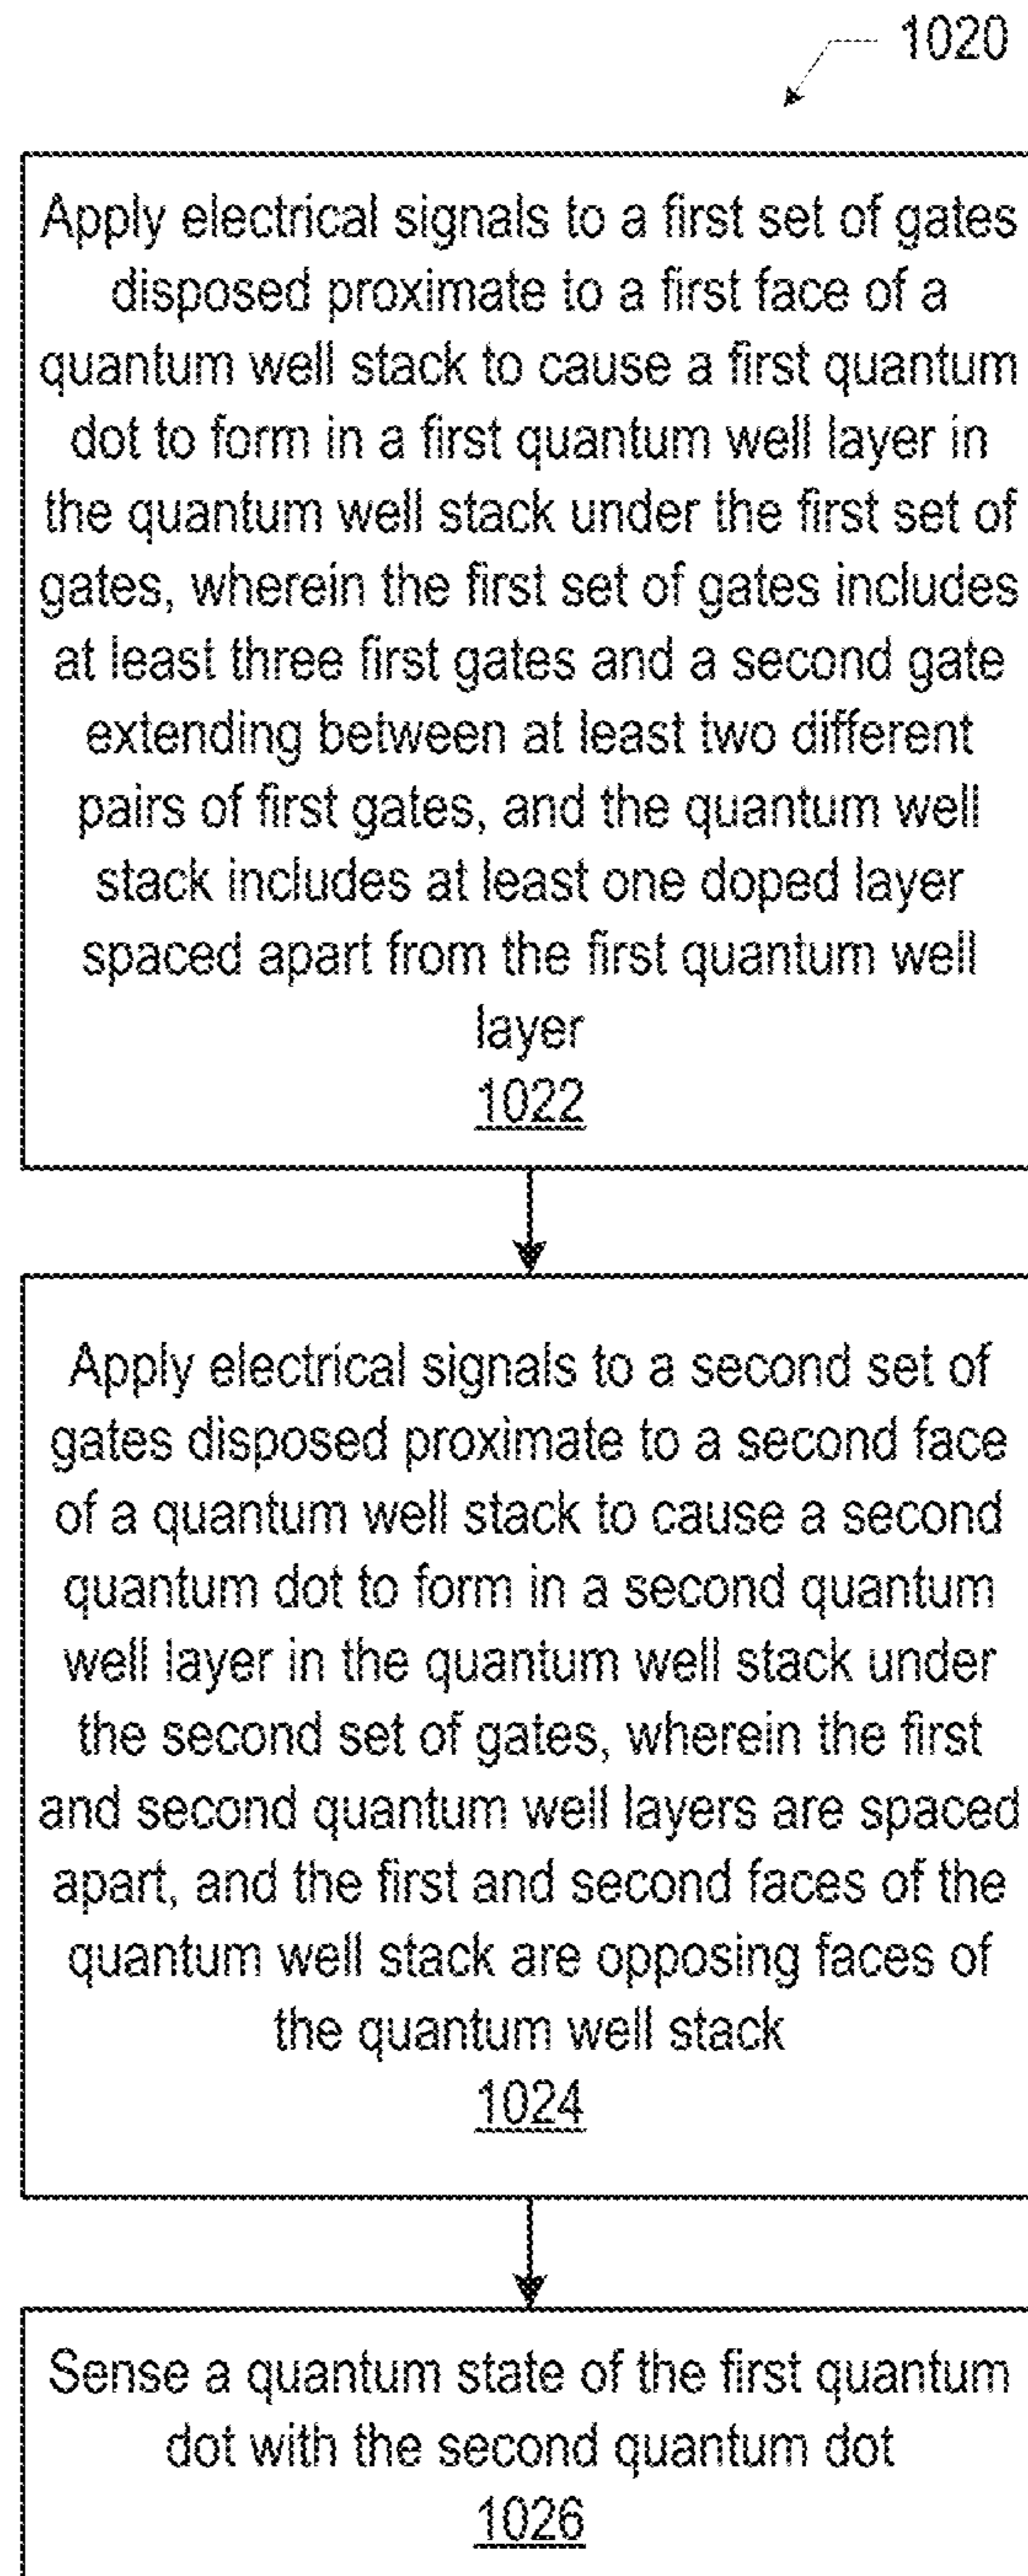 1020
Apply electrical signals to a first set of gates
disposed proximate to a first face of a
quantum well stack to cause a first quantum
dot to form in a first quantum well layer in
the quantum well stack under the first set of
gates, wherein the first set of gates includes
at least three first gates and a second gate
extending between at least two different
pairs of first gates, and the quantum well
stack includes at least one doped layer
spaced apart from the first quantum well
layer
1022
Apply electrical signals to a second set of
gates disposed proximate to a second face
of a quantum well stack to cause a second
quantum dot to form in a second quantum
well layer in the quantum well stack under
the second set of gates, wherein the first
and second quantum well layers are spaced
apart, and the first and second faces of the
quantum well stack are opposing faces of
the quantum well stack
1024
Sense a quantum state of the first quantum
dot with the second quantum dot
1026